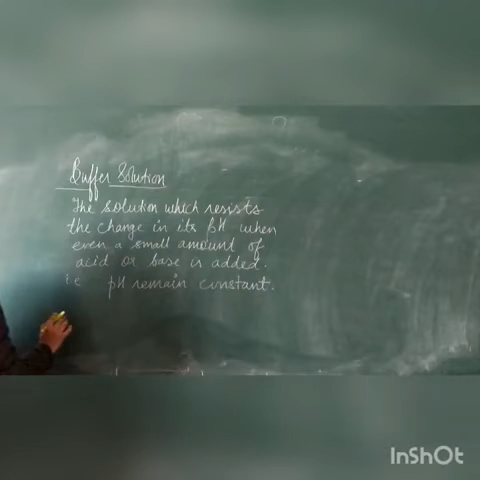 Buffer Solution
The solution which resists
the change in its pH when
even a small amount of
acid or base is added.
i.e pH remain constant.
InShOt